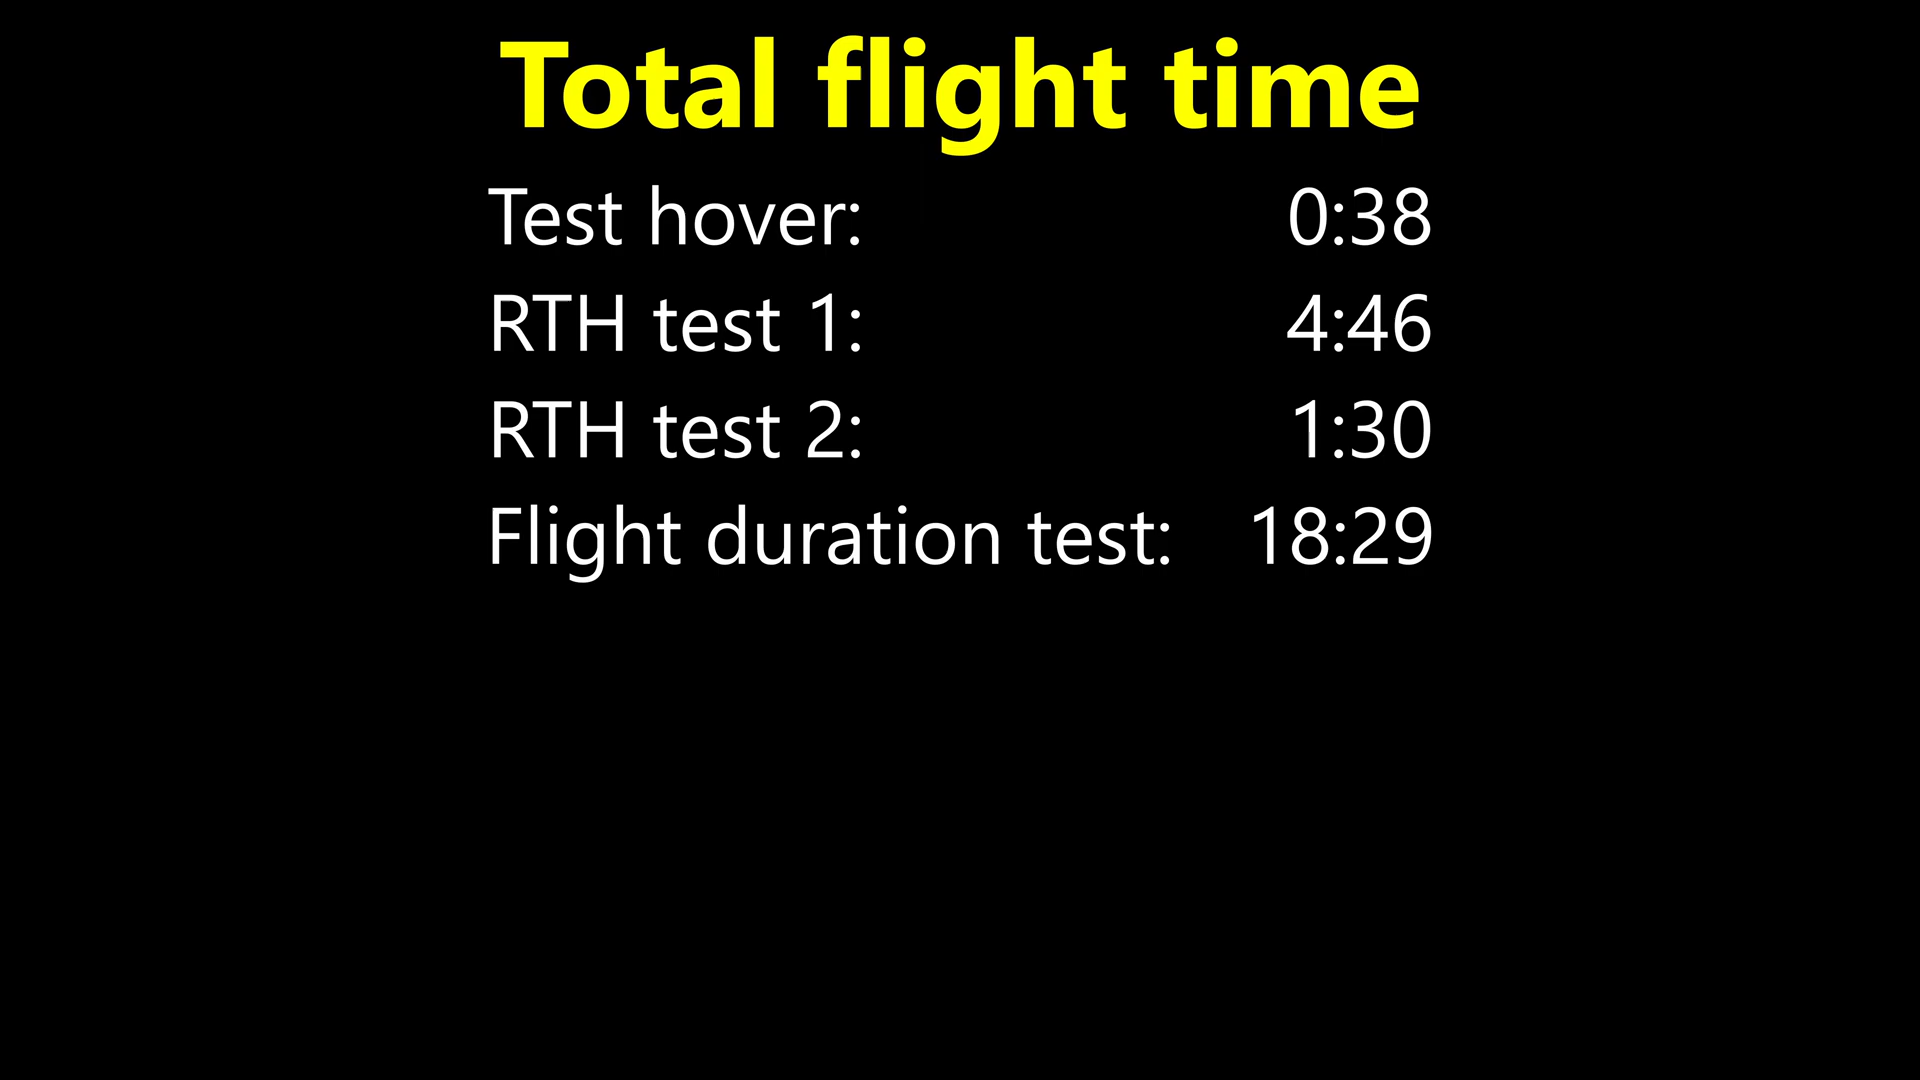 Total flight time
Test hover: 0:38
RTH test 1: 4:46
RTH test 2: 1:30
Flight duration test: 18:29